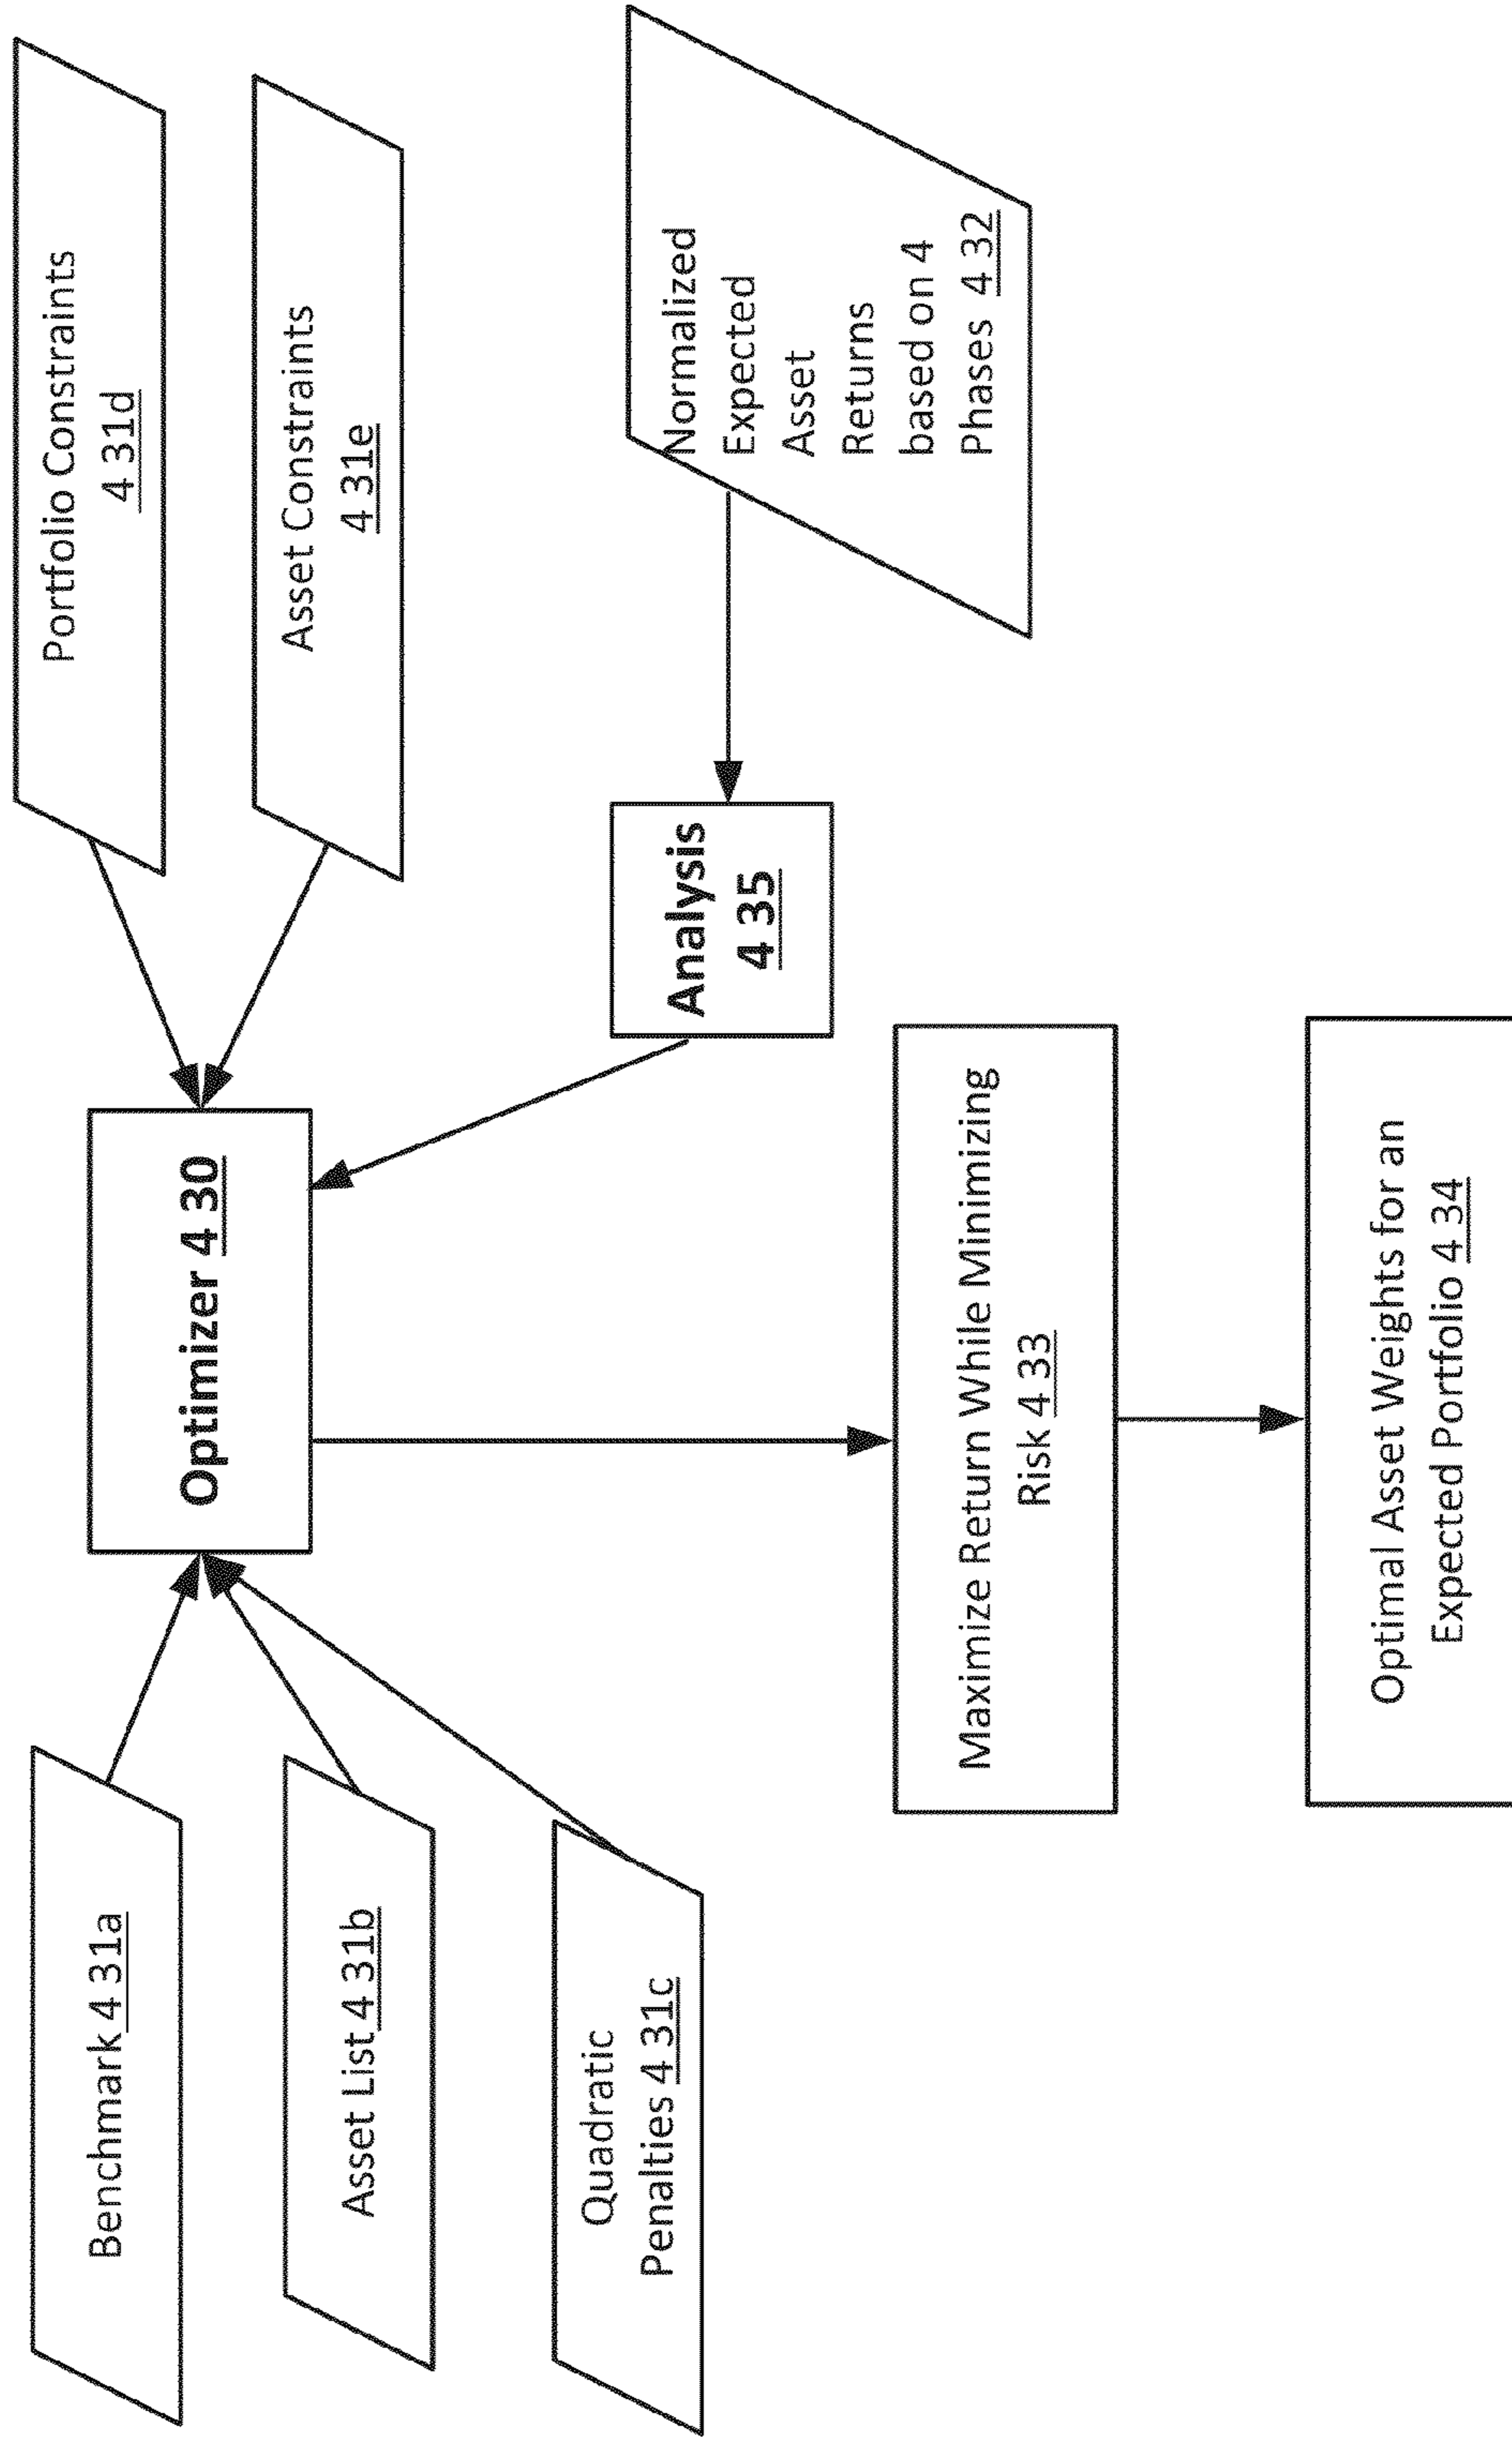 Benchmark 4 31a
Asset List 4 31b
Quadratic
Penalties 4 31c
Optimizer 4 30
Portfolio Constraints
4 31d
Asset Constraints
4 31e
Analysis
4 35
Normalized
Expected
Asset
Returns
based on 4
Phases 4 32
Maximize Return While Minimizing
Risk 4 33
Optimal Asset Weights for an
Expected Portfolio 4 34